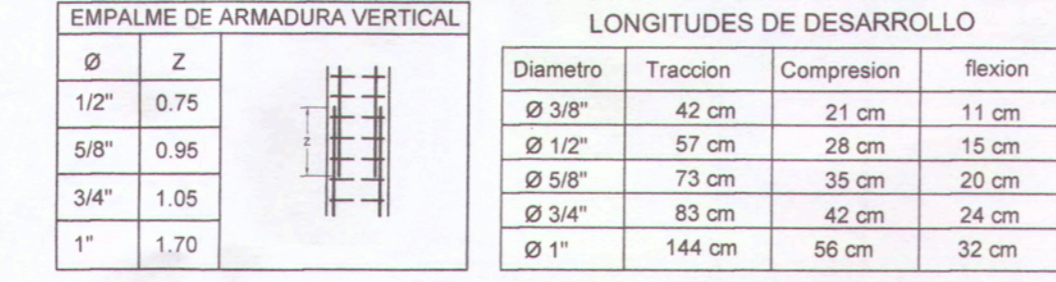 EMPALME DE ARMADURA VERTICAL
Ø Z
1/2" 0.75
5/8" 0.95
3/4" 1.05
1" 1.70
z
LONGITUDES DE DESARROLLO
Diametro Traccion Compresion flexion
Ø 3/8" 42 cm 21 cm 11 cm
Ø 1/2" 57 cm 28 cm 15 cm
Ø 5/8" 73 cm 35 cm 20 cm
Ø 3/4" 83 cm 42 cm 24 cm
Ø 1" 144 cm 56 cm 32 cm